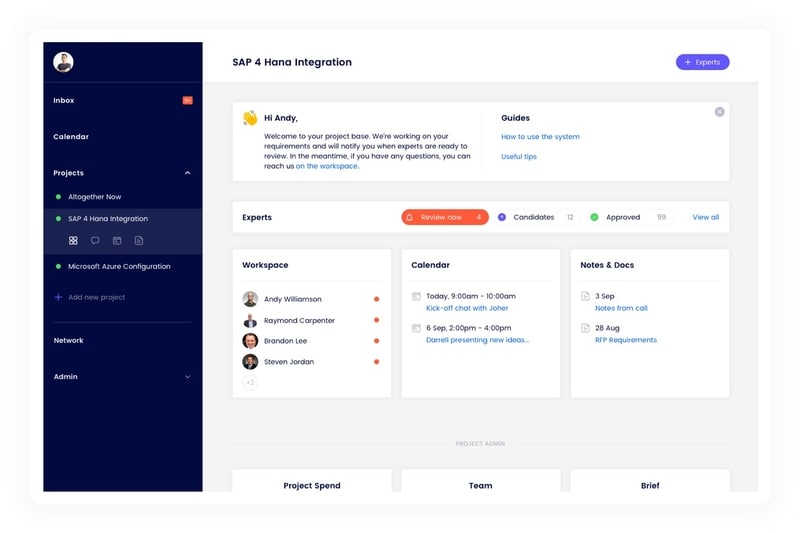 SAP 4 Hana Integration
+ Experts
Inbox
9+
Calendar
Projects
Altogether Now
SAP 4 Hana Integration
Microsoft Azure Configuration
+ Add new project
Network
Admin
Hi Andy,
Welcome to your project base. We're working on your
requirements and will notify you when experts are ready to
review. In the meantime, if you have any questions, you can
reach us on the workspace.
Guides
How to use the system
Useful tips
Experts
Review now 4
Candidates 12
Approved 99
View all
Workspace
Andy Williamson
Raymond Carpenter
Brandon Lee
Steven Jordan
+2
Calendar
Today, 9:00am - 10:00am
Kick-off chat with Joher
6 Sep, 2:00pm - 4:00pm
Darrell presenting new ideas...
Notes & Docs
3 Sep
Notes from call
28 Aug
RFP Requirements
PROJECT ADMIN
Project Spend
Team
Brief